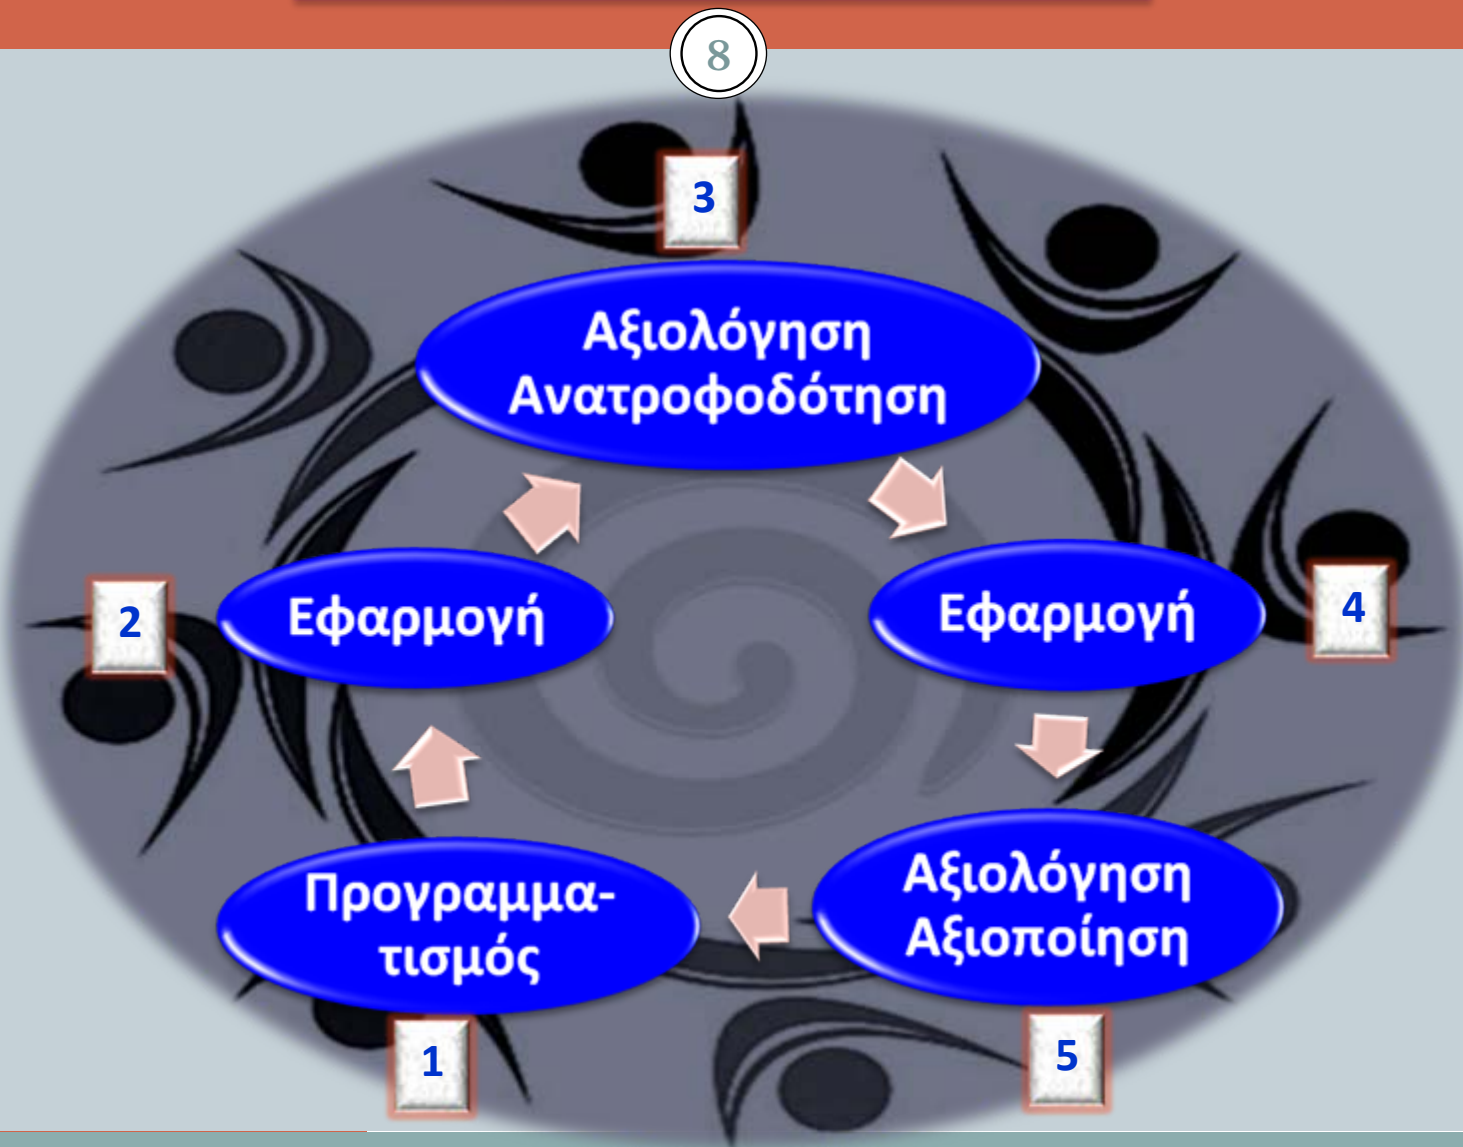 8
3
Αξιολόγηση
Ανατροφοδότηση
2
Εφαρμογή
Εφαρμογή
4
Προγραμμα-
τισμός
Αξιολόγηση
Αξιοποίηση
1
5